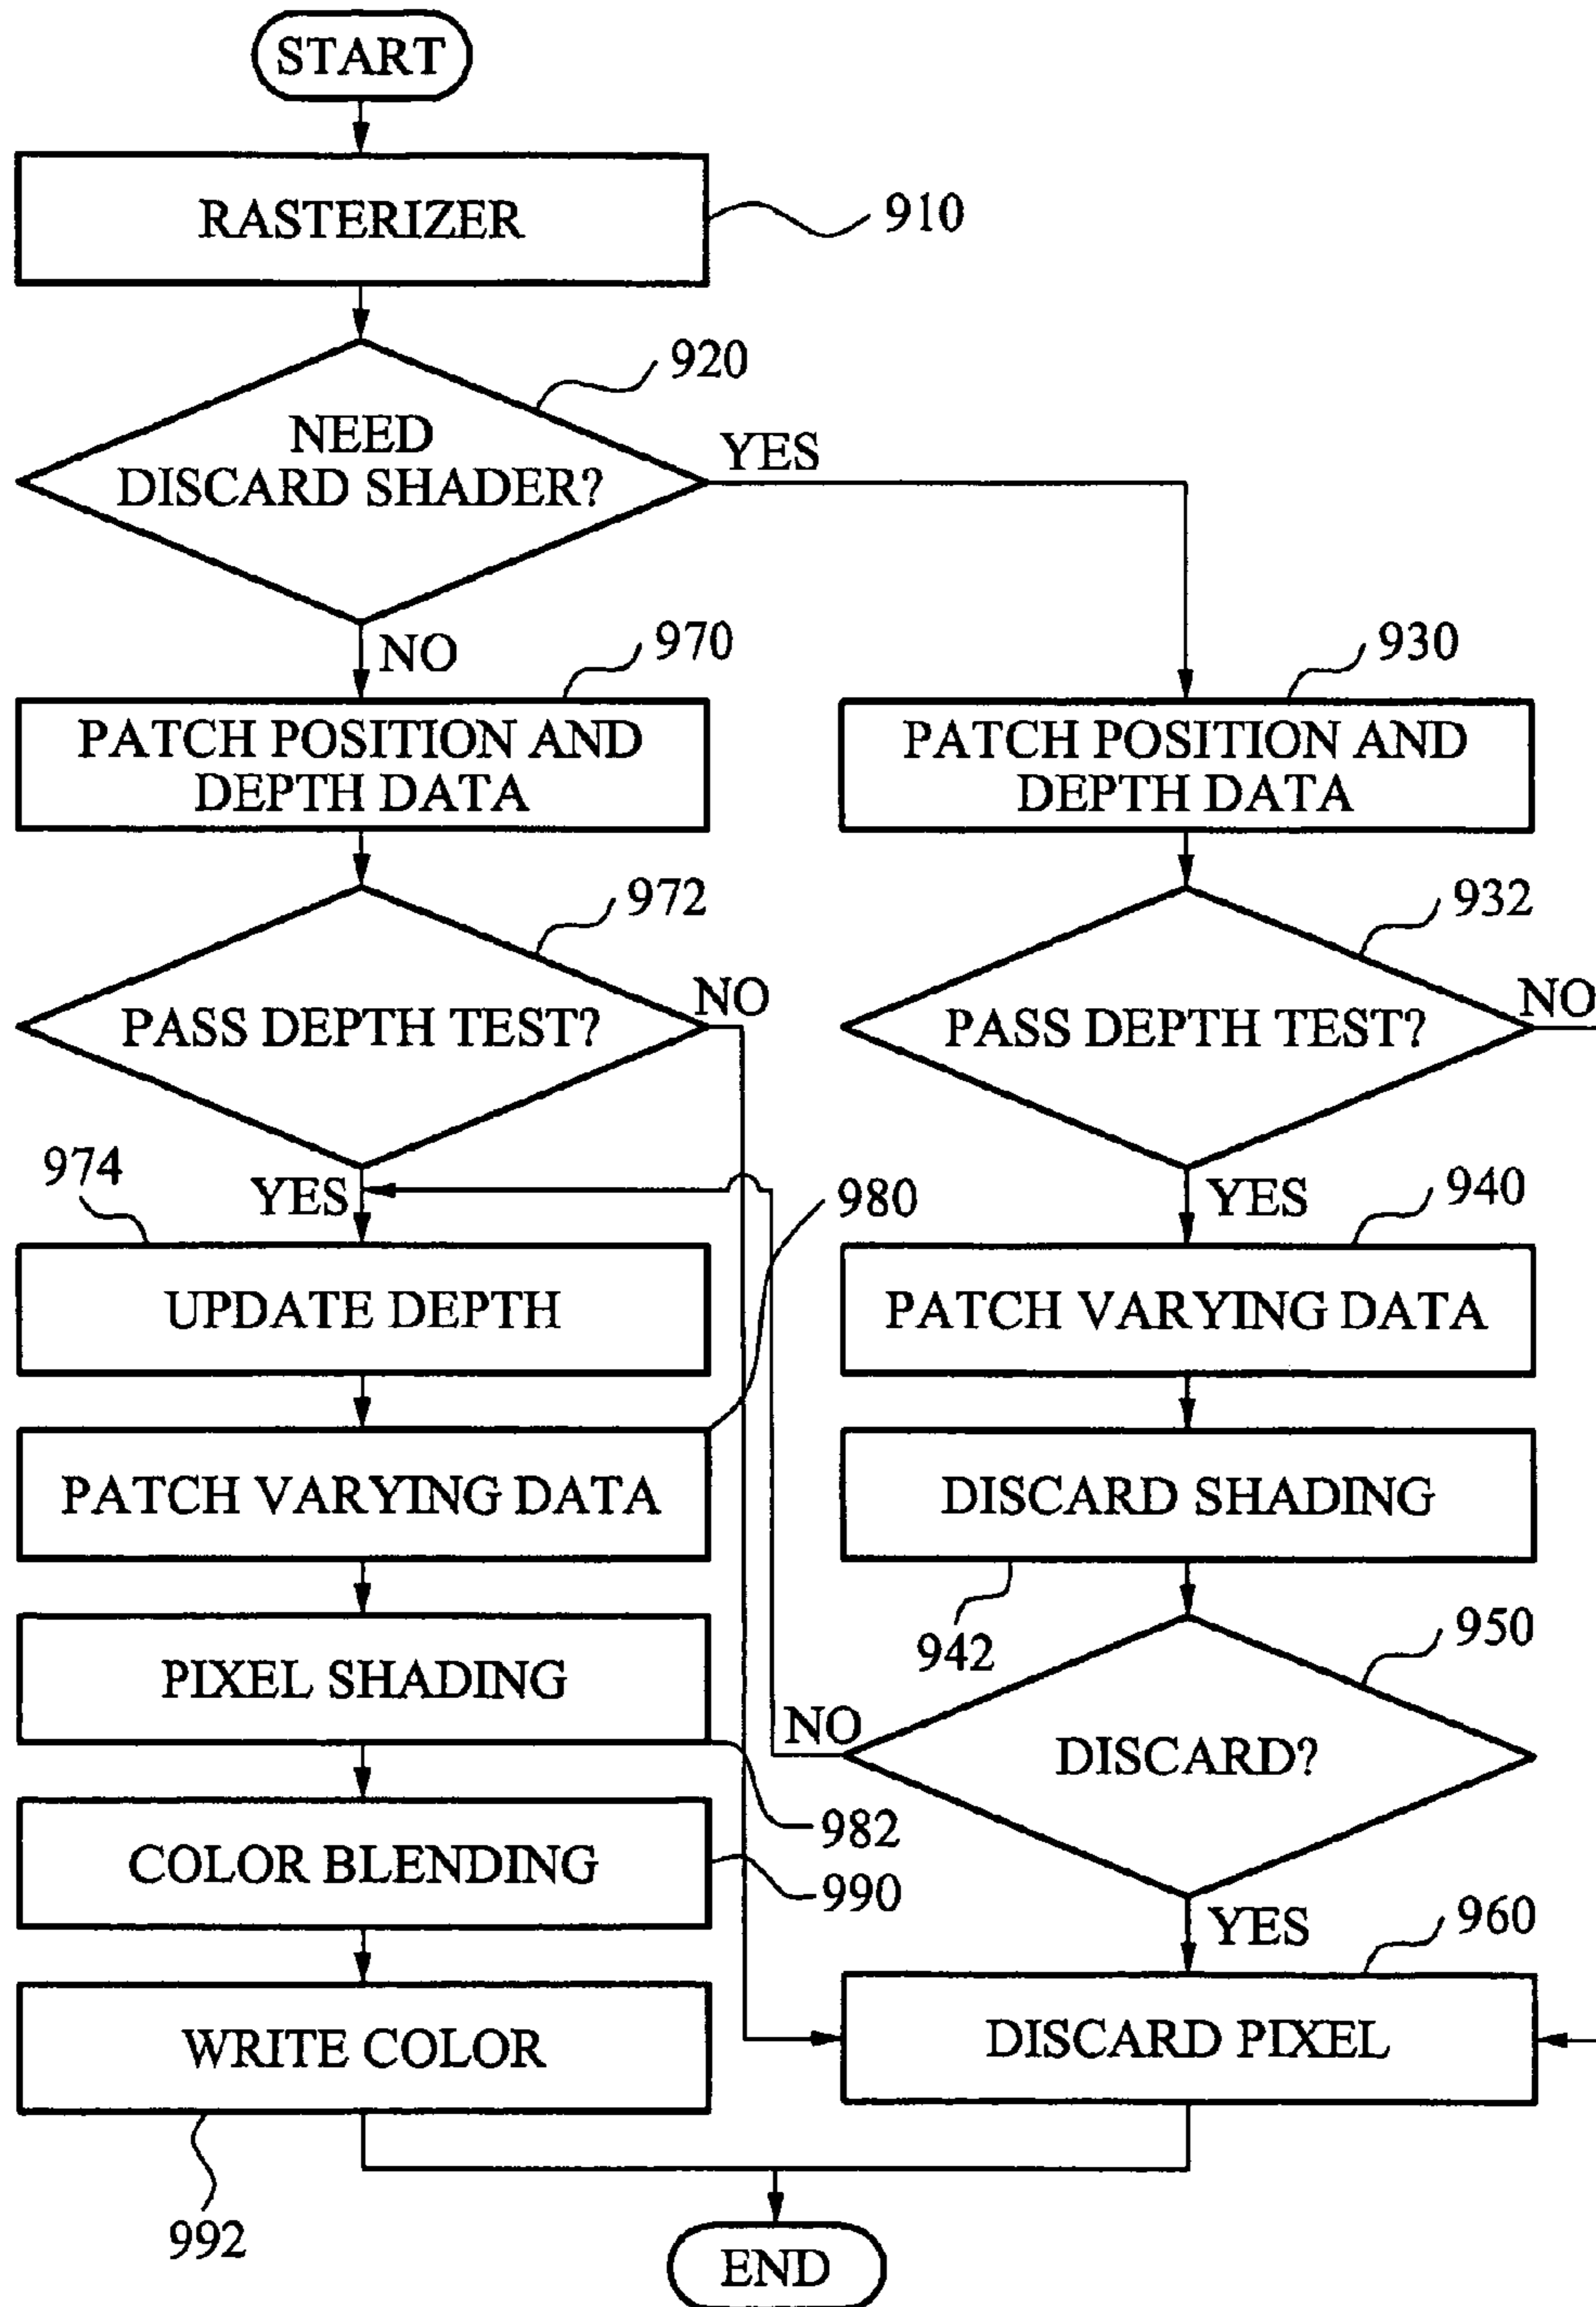 START
RASTERIZER
910
920
NEED
DISCARD SHADER?
YES
NO
970
930
PATCH POSITION AND
DEPTH DATA
PATCH POSITION AND
DEPTH DATA
972
932
PASS DEPTH TEST?
NO
PASS DEPTH TEST?
NO
974
YES
980
YES
940
UPDATE DEPTH
PATCH VARYING DATA
PATCH VARYING DATA
DISCARD SHADING
942
950
PIXEL SHADING
NO
DISCARD?
982
COLOR BLENDING
990
YES
960
WRITE COLOR
DISCARD PIXEL
992
END